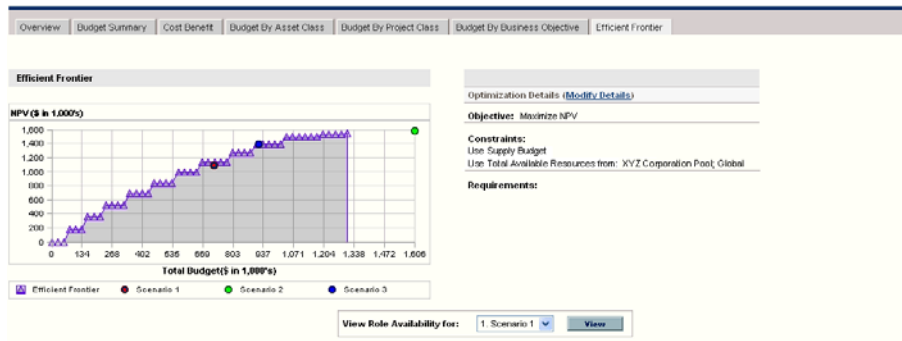 Overview Budget Summary Cost Benefit Budget By Asset Class Budget By Project Class Budget By Business Objective Efficient Frontier
Efficient Frontier
NPV ($ in 1,000's)
1,600
1,400
1,200
1,000
800
600
400
200
0
0 134 268 402 536 669 803 937 1,071 1,204 1,338 1,472 1,606
Total Budget($ in 1,000's)
Efficient Frontier Scenario 1 Scenario 2 Scenario 3
Optimization Details (Modify Details)
Objective: Maximize NPV
Constraints:
Use Supply Budget
Use Total Available Resources from: XYZ Corporation Pool; Global
Requirements:
View Role Availability for: 1. Scenario 1 View